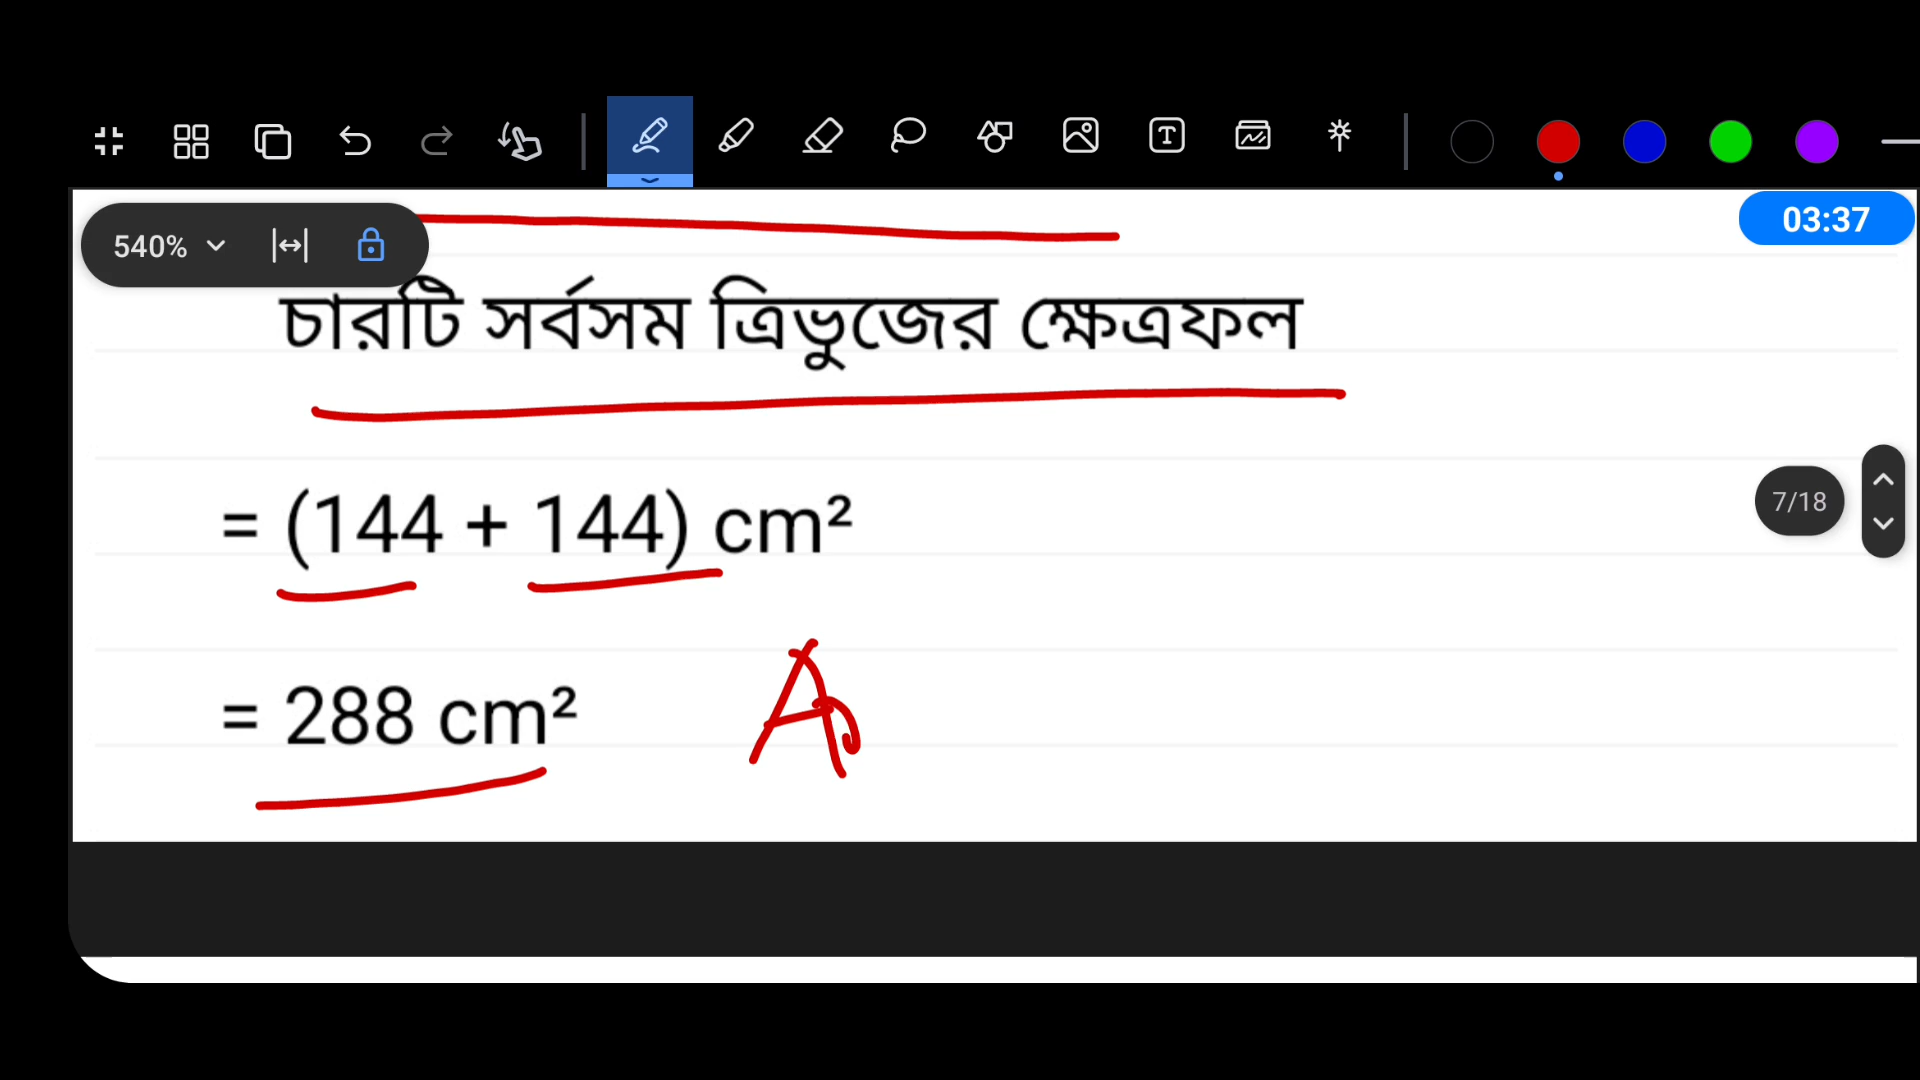 03:37
540%
চারটি সর্বসম ত্রিভুজের ক্ষেত্রফল
= (144 + 144) cm²
7/18
= 288 cm²
A